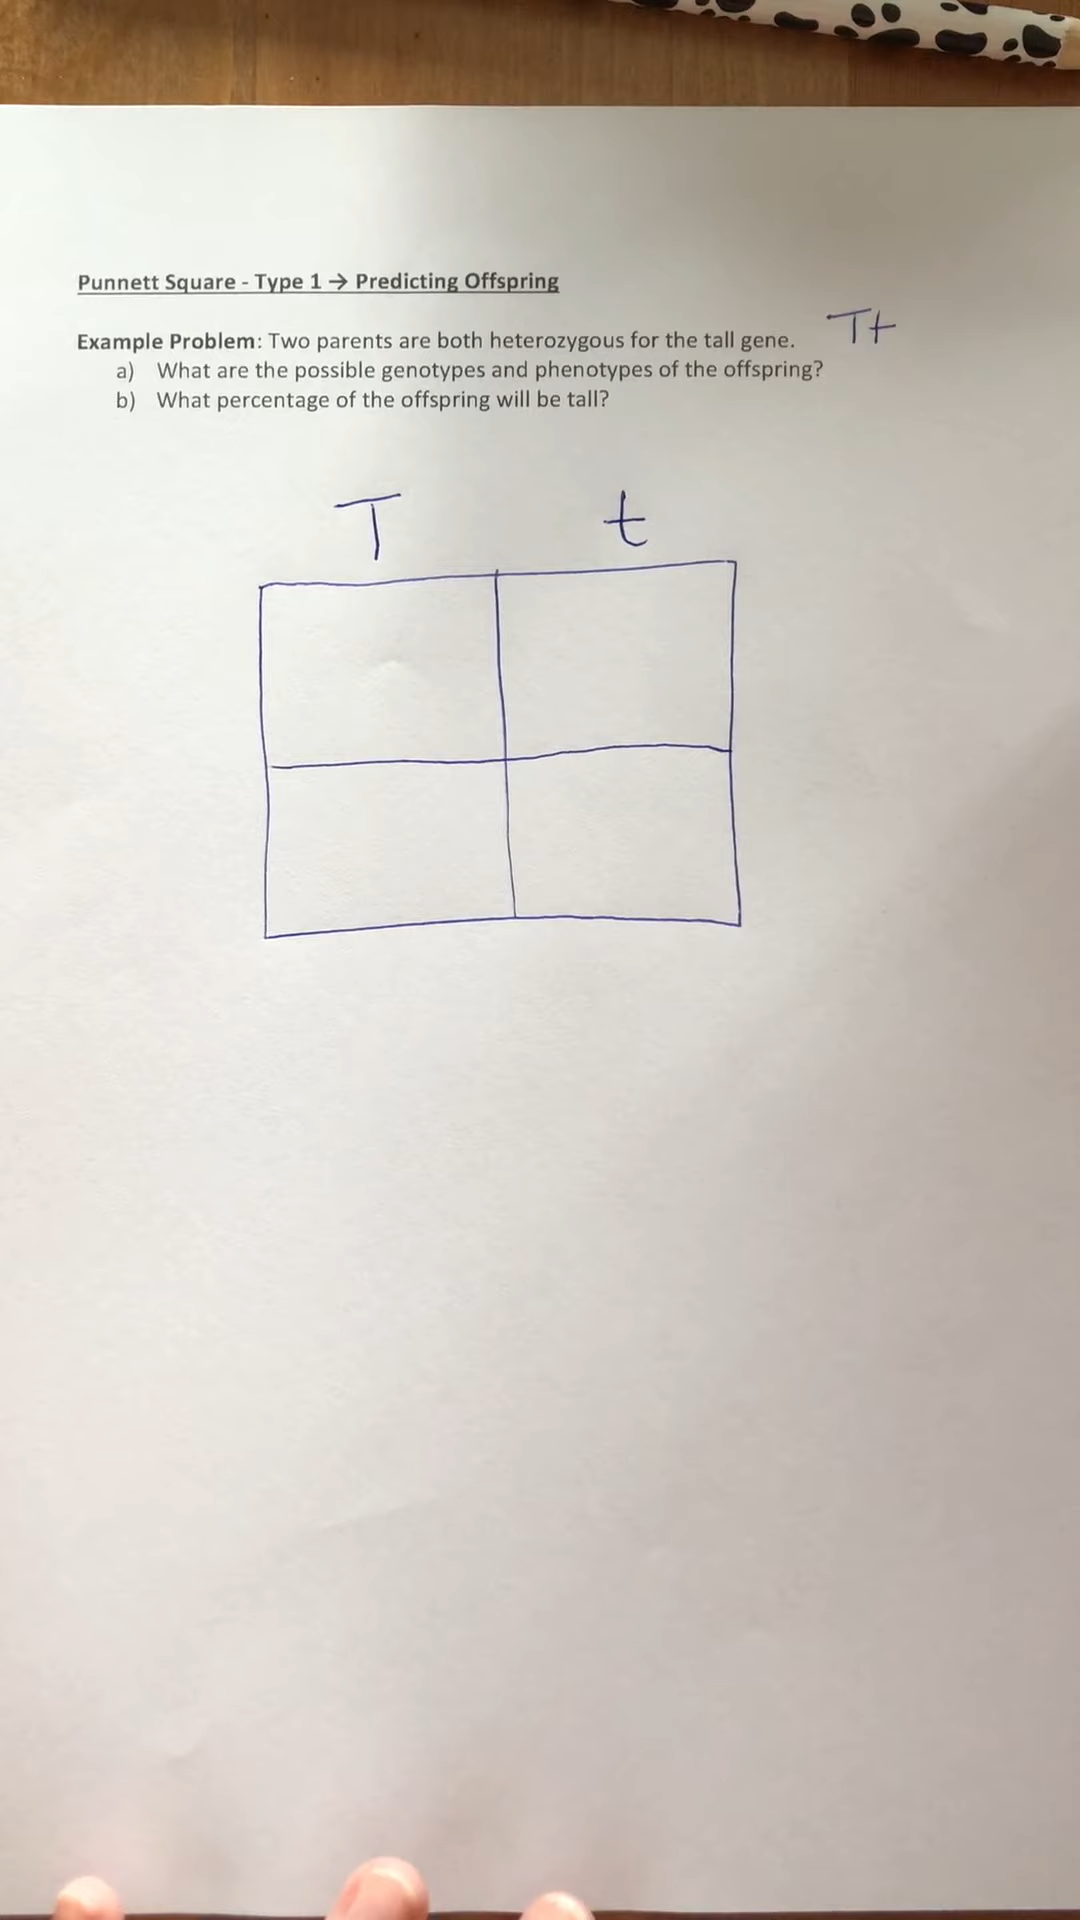 Punnett Square - Type 1 → Predicting Offspring
Tt
Example Problem: Two parents are both heterozygous for the tall gene.
a) What are the possible genotypes and phenotypes of the offspring?
b) What percentage of the offspring will be tall?
T t